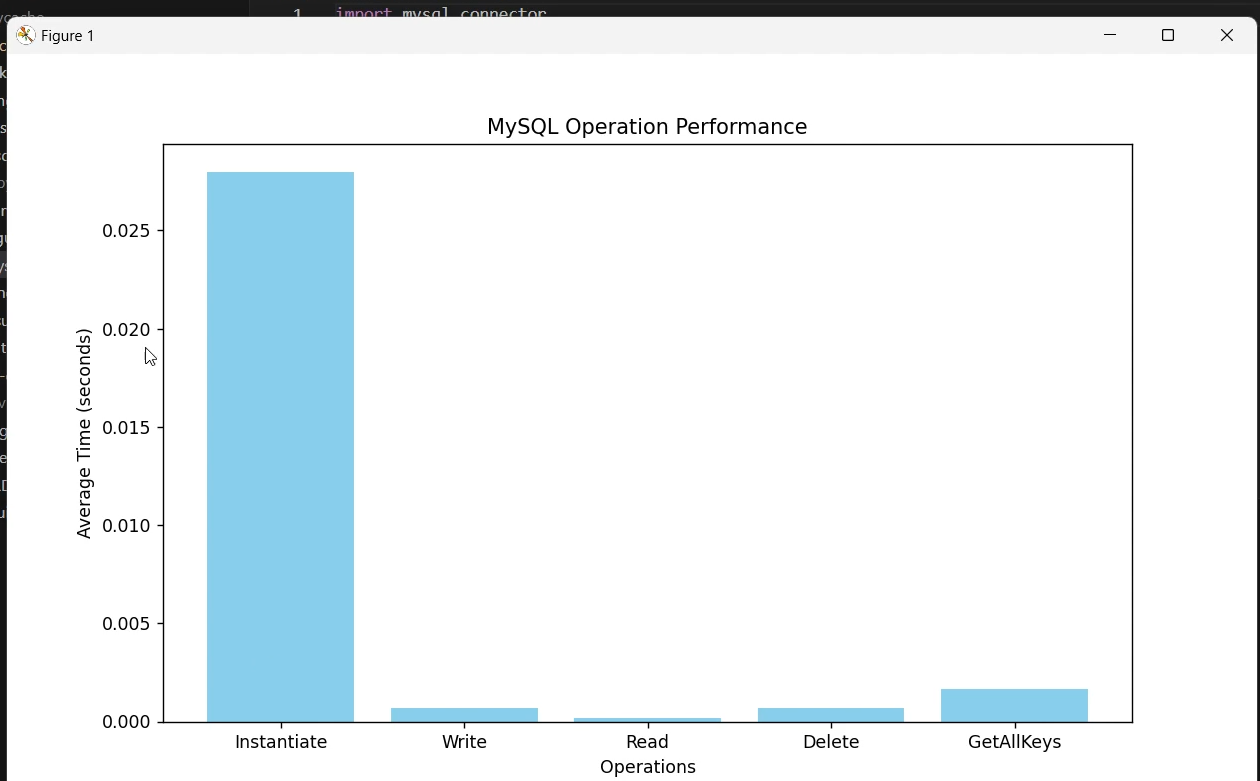 1 import mysql.connector
Figure 1
MySQL Operation Performance
0.025
0.020
0.015
0.010
0.005
0.000
Average Time (seconds)
Instantiate Write Read Delete GetAllKeys
Operations